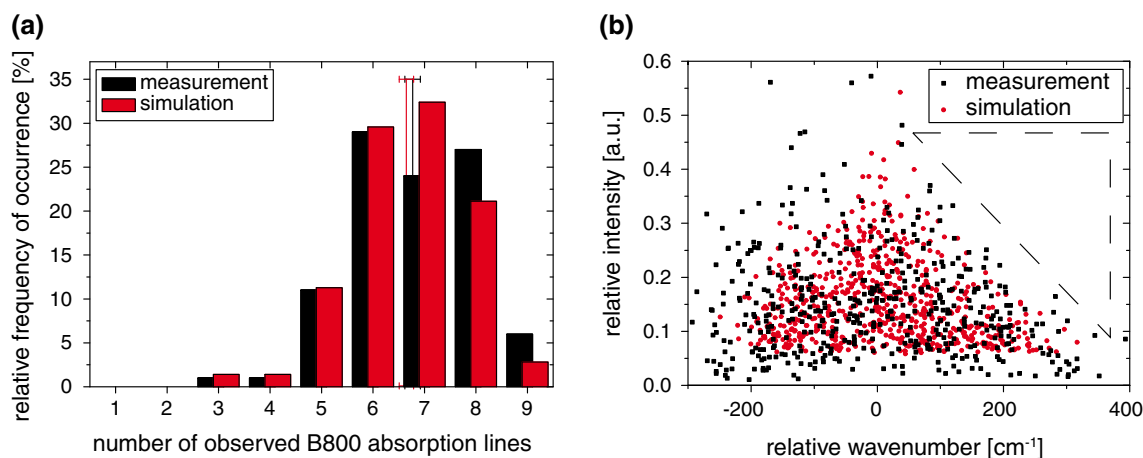 (a)
relative frequency of occurrence [%]
35
30
25
20
15
10
5
0
measurement
simulation
1 2 3 4 5 6 7 8 9
number of observed B800 absorption lines
(b)
relative intensity [a.u.]
0.6
0.5
0.4
0.3
0.2
0.1
0.0
measurement
simulation
-200 0 200 400
relative wavenumber [cm⁻¹]